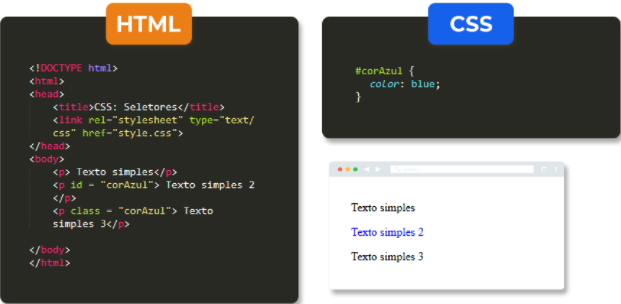 HTML
<!DOCTYPE html>
<html>
<head>
<title>CSS: Seletores</title>
<link rel="stylesheet" type="text/
css" href="style.css">
</head>
<body>
<p> Texto simples</p>
<p id = "corAzul"> Texto simples 2
</p>
<p class = "corAzul"> Texto
simples 3</p>
</body>
</html>
CSS
#corAzul {
color: blue;
}
Texto simples
Texto simples 2
Texto simples 3